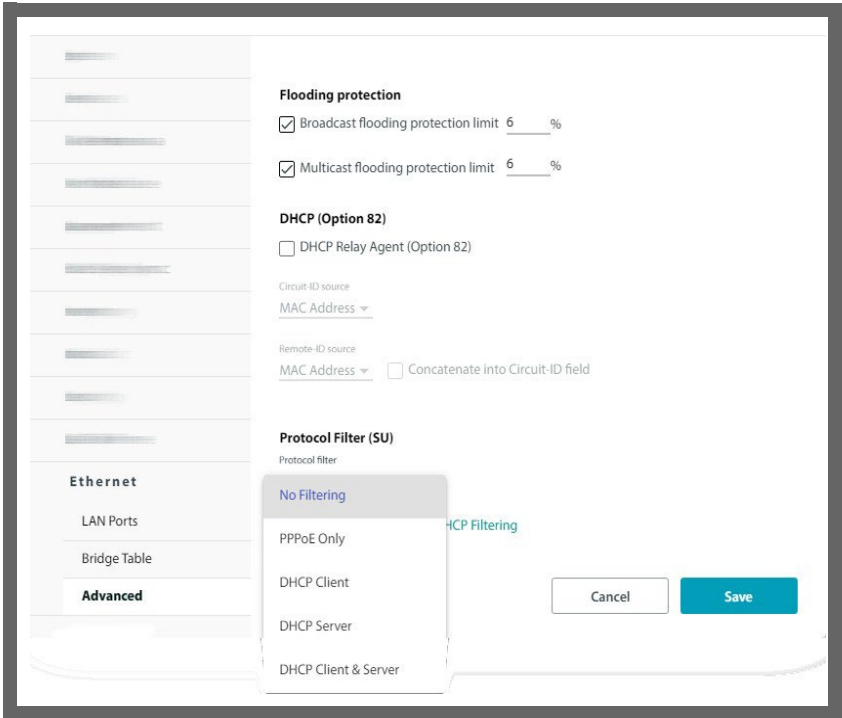 Flooding protection
Broadcast flooding protection limit 6 %
Multicast flooding protection limit 6 %
DHCP (Option 82)
DHCP Relay Agent (Option 82)
Circuit-ID source
MAC Address
Remote-ID source
MAC Address Concatenate into Circuit-ID field
Protocol Filter (SU)
Protocol filter
Ethernet
LAN Ports
Bridge Table
Advanced
No Filtering
PPPoE Only
DHCP Client
DHCP Server
DHCP Client & Server
Filtering
Cancel
Save